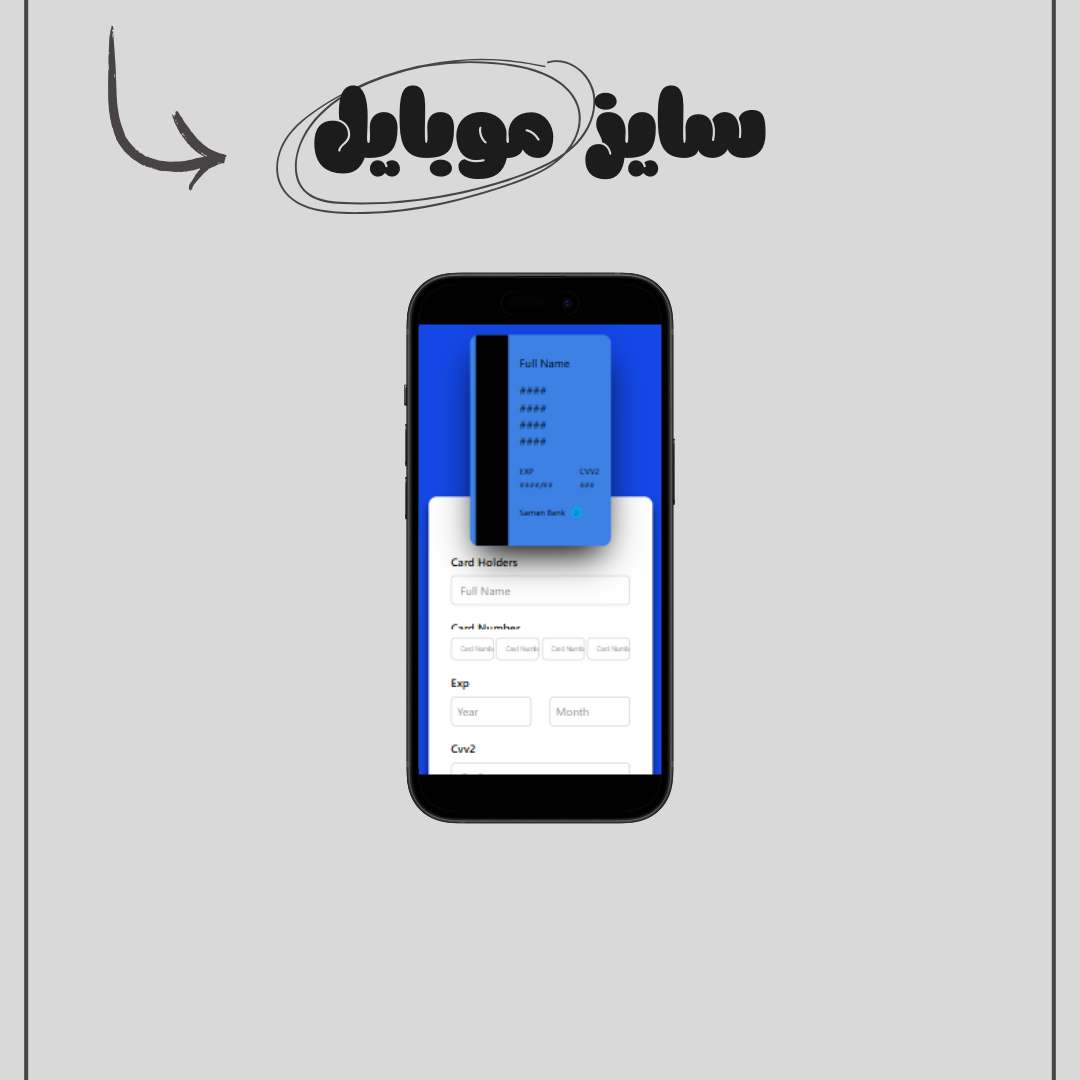 سایز موبایل
Full Name
####
####
####
####
EXP CVV2
####/## ###
Saman Bank
Card Holders
Full Name
Card Number
Card Numb Card Numb Card Numb Card Numb
Exp
Year Month
Cvv2